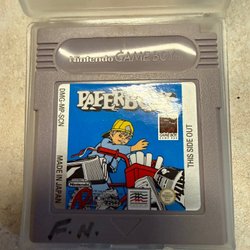 Nintendo GAME BOY
PAPERBOY
DMG-MP-SCN
MADE IN JAPAN
THIS SIDE OUT
F.N.